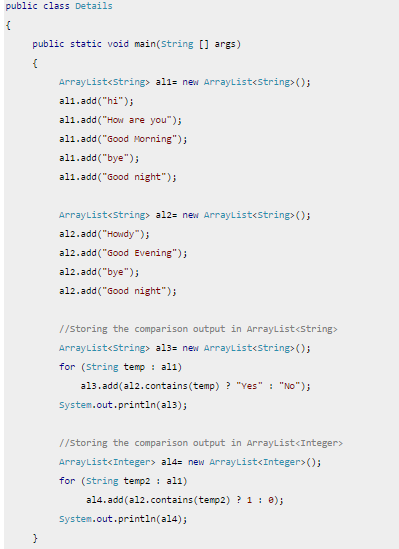 public class Details
{
public static void main(String [] args)
{
ArrayList<String> al1= new ArrayList<String>();
al1.add("hi");
al1.add("How are you");
al1.add("Good Morning");
al1.add("bye");
al1.add("Good night");
ArrayList<String> al2= new ArrayList<String>();
al2.add("Howdy");
al2.add("Good Evening");
al2.add("bye");
al2.add("Good night");
//Storing the comparison output in ArrayList<String>
ArrayList<String> al3= new ArrayList<String>();
for (String temp : al1)
al3.add(al2.contains(temp) ? "Yes" : "No");
System.out.println(al3);
//Storing the comparison output in ArrayList<Integer>
ArrayList<Integer> al4= new ArrayList<Integer>();
for (String temp2 : al1)
al4.add(al2.contains(temp2) ? 1 : 0);
System.out.println(al4);
}